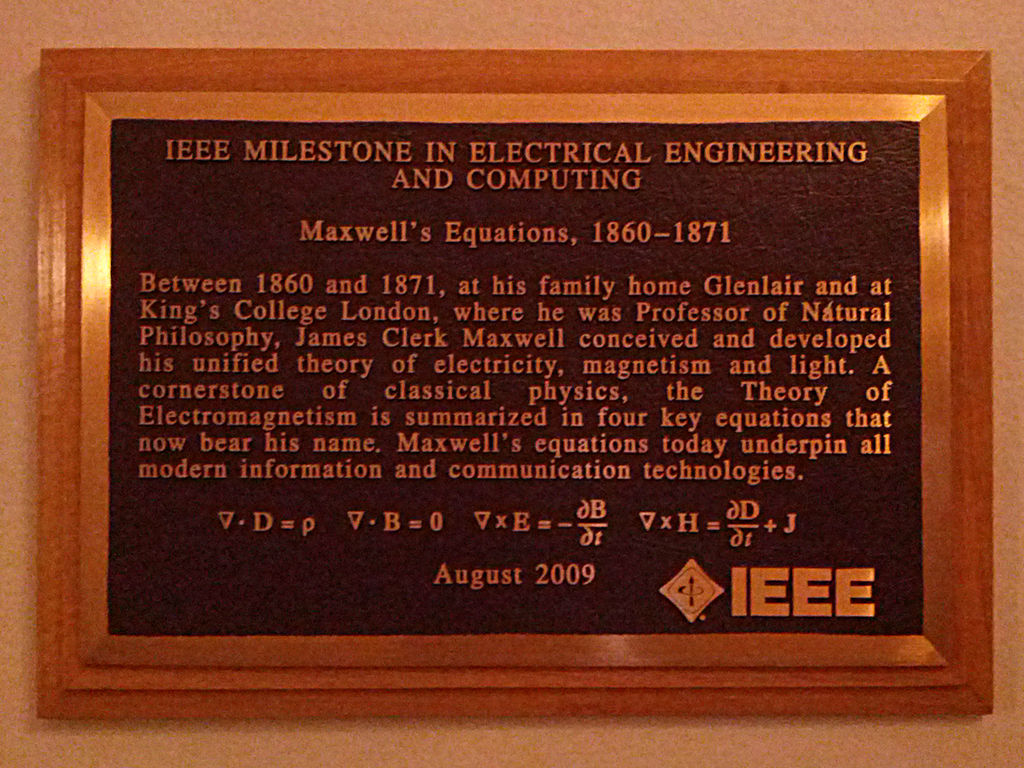 IEEE MILESTONE IN ELECTRICAL ENGINEERING
AND COMPUTING
Maxwell's Equations, 1860–1871
Between 1860 and 1871, at his family home Glenlair and at
King's College London, where he was Professor of Natural
Philosophy, James Clerk Maxwell conceived and developed
his unified theory of electricity, magnetism and light. A
cornerstone of classical physics, the Theory of
Electromagnetism is summarized in four key equations that
now bear his name. Maxwell's equations today underpin all
modern information and communication technologies.
∇· D = ρ ∇· B = 0 ∇×E = −∂B/∂t ∇×H = ∂D/∂t + J
August 2009
IEEE